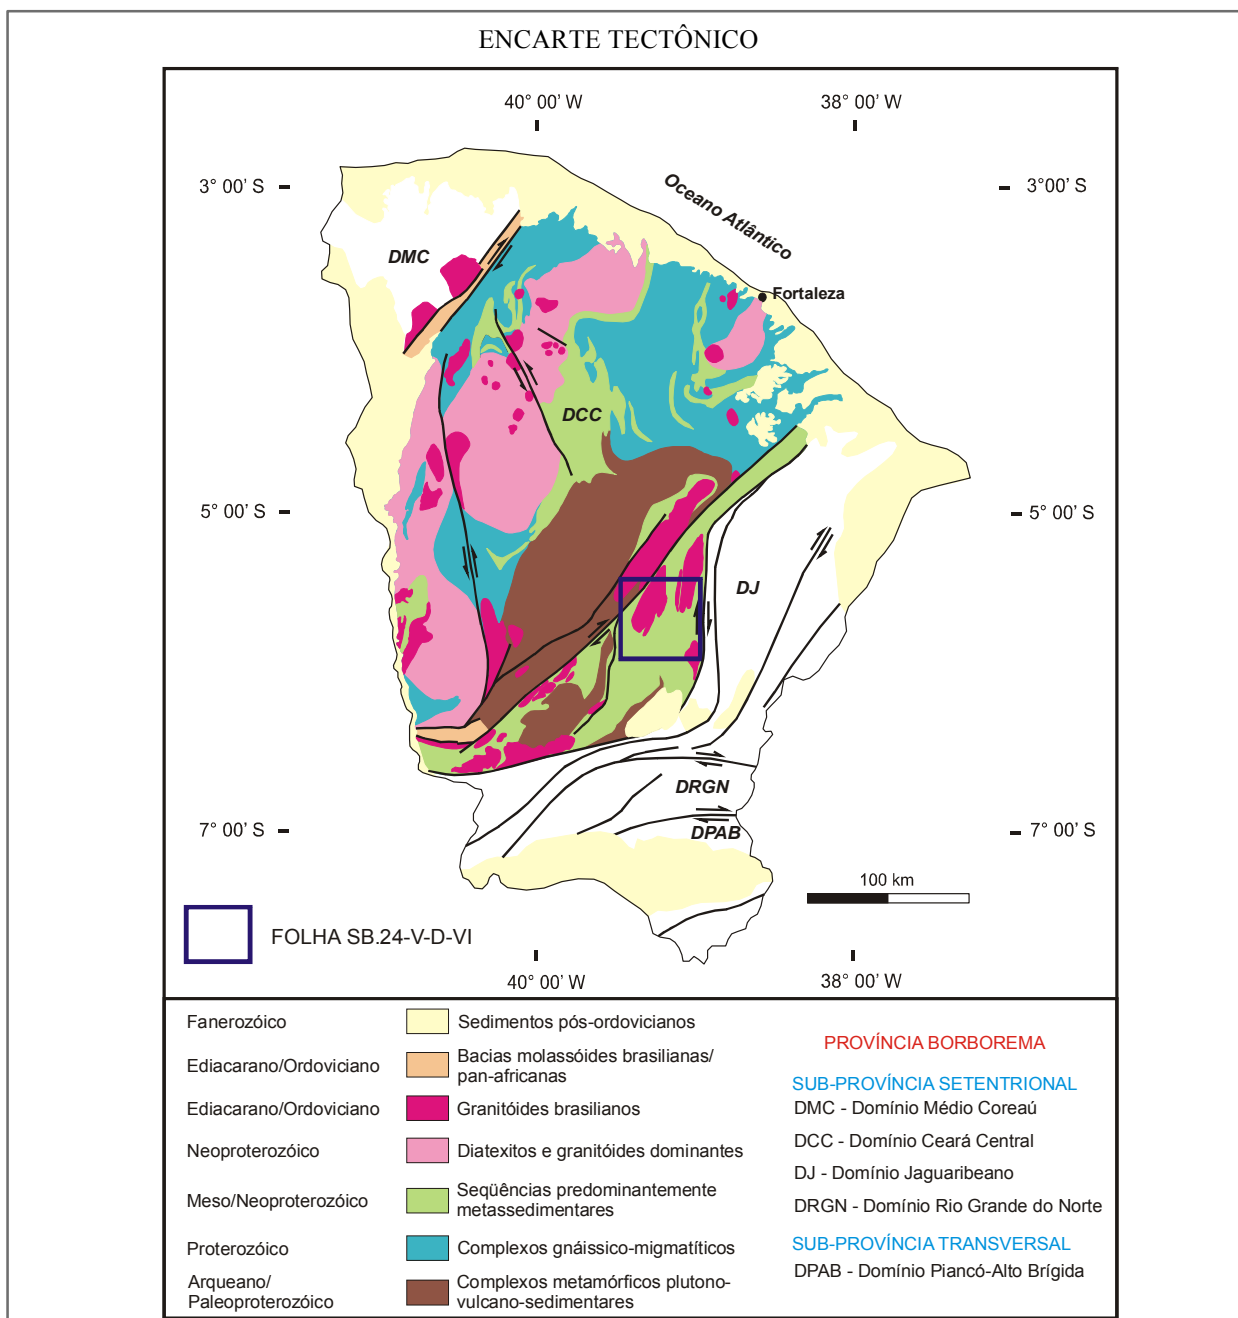 ENCARTE TECTÔNICO
40° 00' W
38° 00' W
3° 00' S
3°00' S
Oceano Atlântico
DMC
Fortaleza
DCC
5° 00' S
5° 00' S
DJ
DRGN
7° 00' S
7° 00' S
DPAB
100 km
FOLHA SB.24-V-D-VI
40° 00' W
38° 00' W
Fanerozóico
Sedimentos pós-ordovicianos
Ediacarano/Ordoviciano
Bacias molassóides brasilianas/
pan-africanas
Ediacarano/Ordoviciano
Granitóides brasilianos
Neoproterozóico
Diatexitos e granitóides dominantes
Meso/Neoproterozóico
Seqüências predominantemente
metassedimentares
Proterozóico
Complexos gnáissico-migmatíticos
Arqueano/
Paleoproterozóico
Complexos metamórficos plutono-
vulcano-sedimentares
PROVÍNCIA BORBOREMA
SUB-PROVÍNCIA SETENTRIONAL
DMC - Domínio Médio Coreaú
DCC - Domínio Ceará Central
DJ - Domínio Jaguaribeano
DRGN - Domínio Rio Grande do Norte
SUB-PROVÍNCIA TRANSVERSAL
DPAB - Domínio Piancó-Alto Brígida